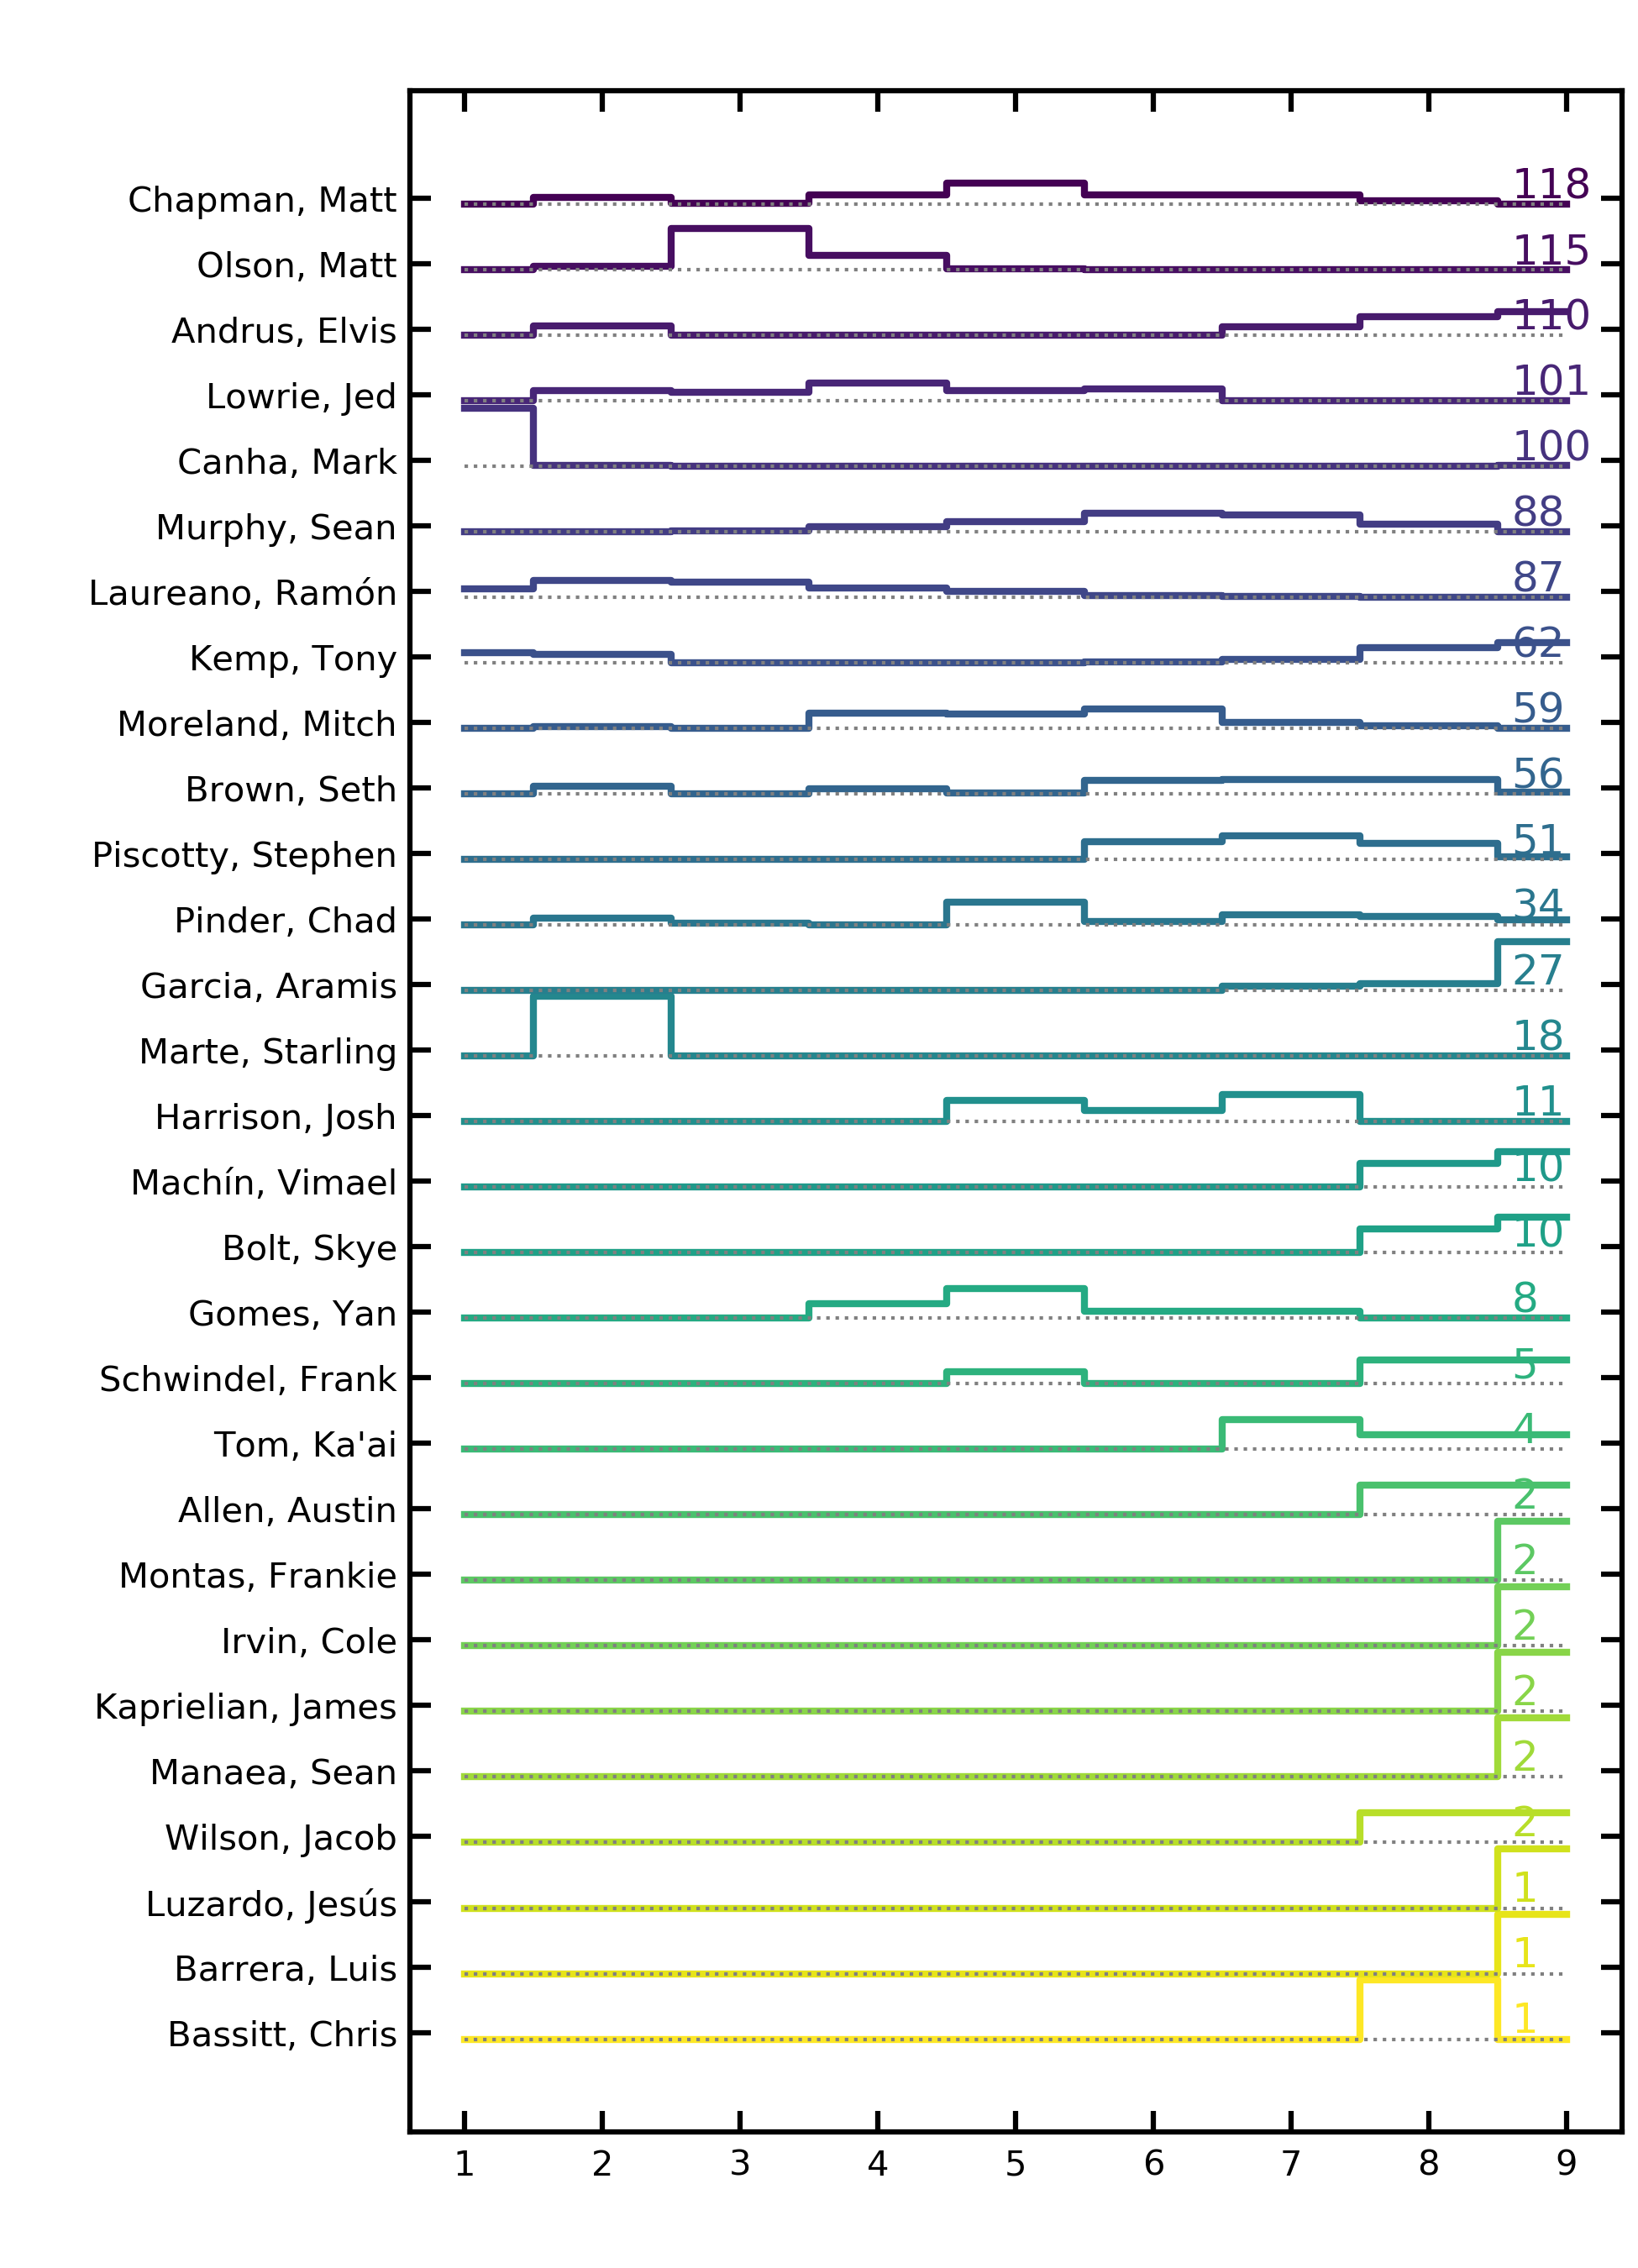 Chapman, Matt 118
Olson, Matt 115
Andrus, Elvis 110
Lowrie, Jed 101
Canha, Mark 100
Murphy, Sean 88
Laureano, Ramón 87
Kemp, Tony 62
Moreland, Mitch 59
Brown, Seth 56
Piscotty, Stephen 51
Pinder, Chad 34
Garcia, Aramis 27
Marte, Starling 18
Harrison, Josh 11
Machín, Vimael 10
Bolt, Skye 10
Gomes, Yan 8
Schwindel, Frank 5
Tom, Ka'ai 4
Allen, Austin 2
Montas, Frankie 2
Irvin, Cole 2
Kaprielian, James 2
Manaea, Sean 2
Wilson, Jacob 2
Luzardo, Jesús 1
Barrera, Luis 1
Bassitt, Chris 1
1 2 3 4 5 6 7 8 9